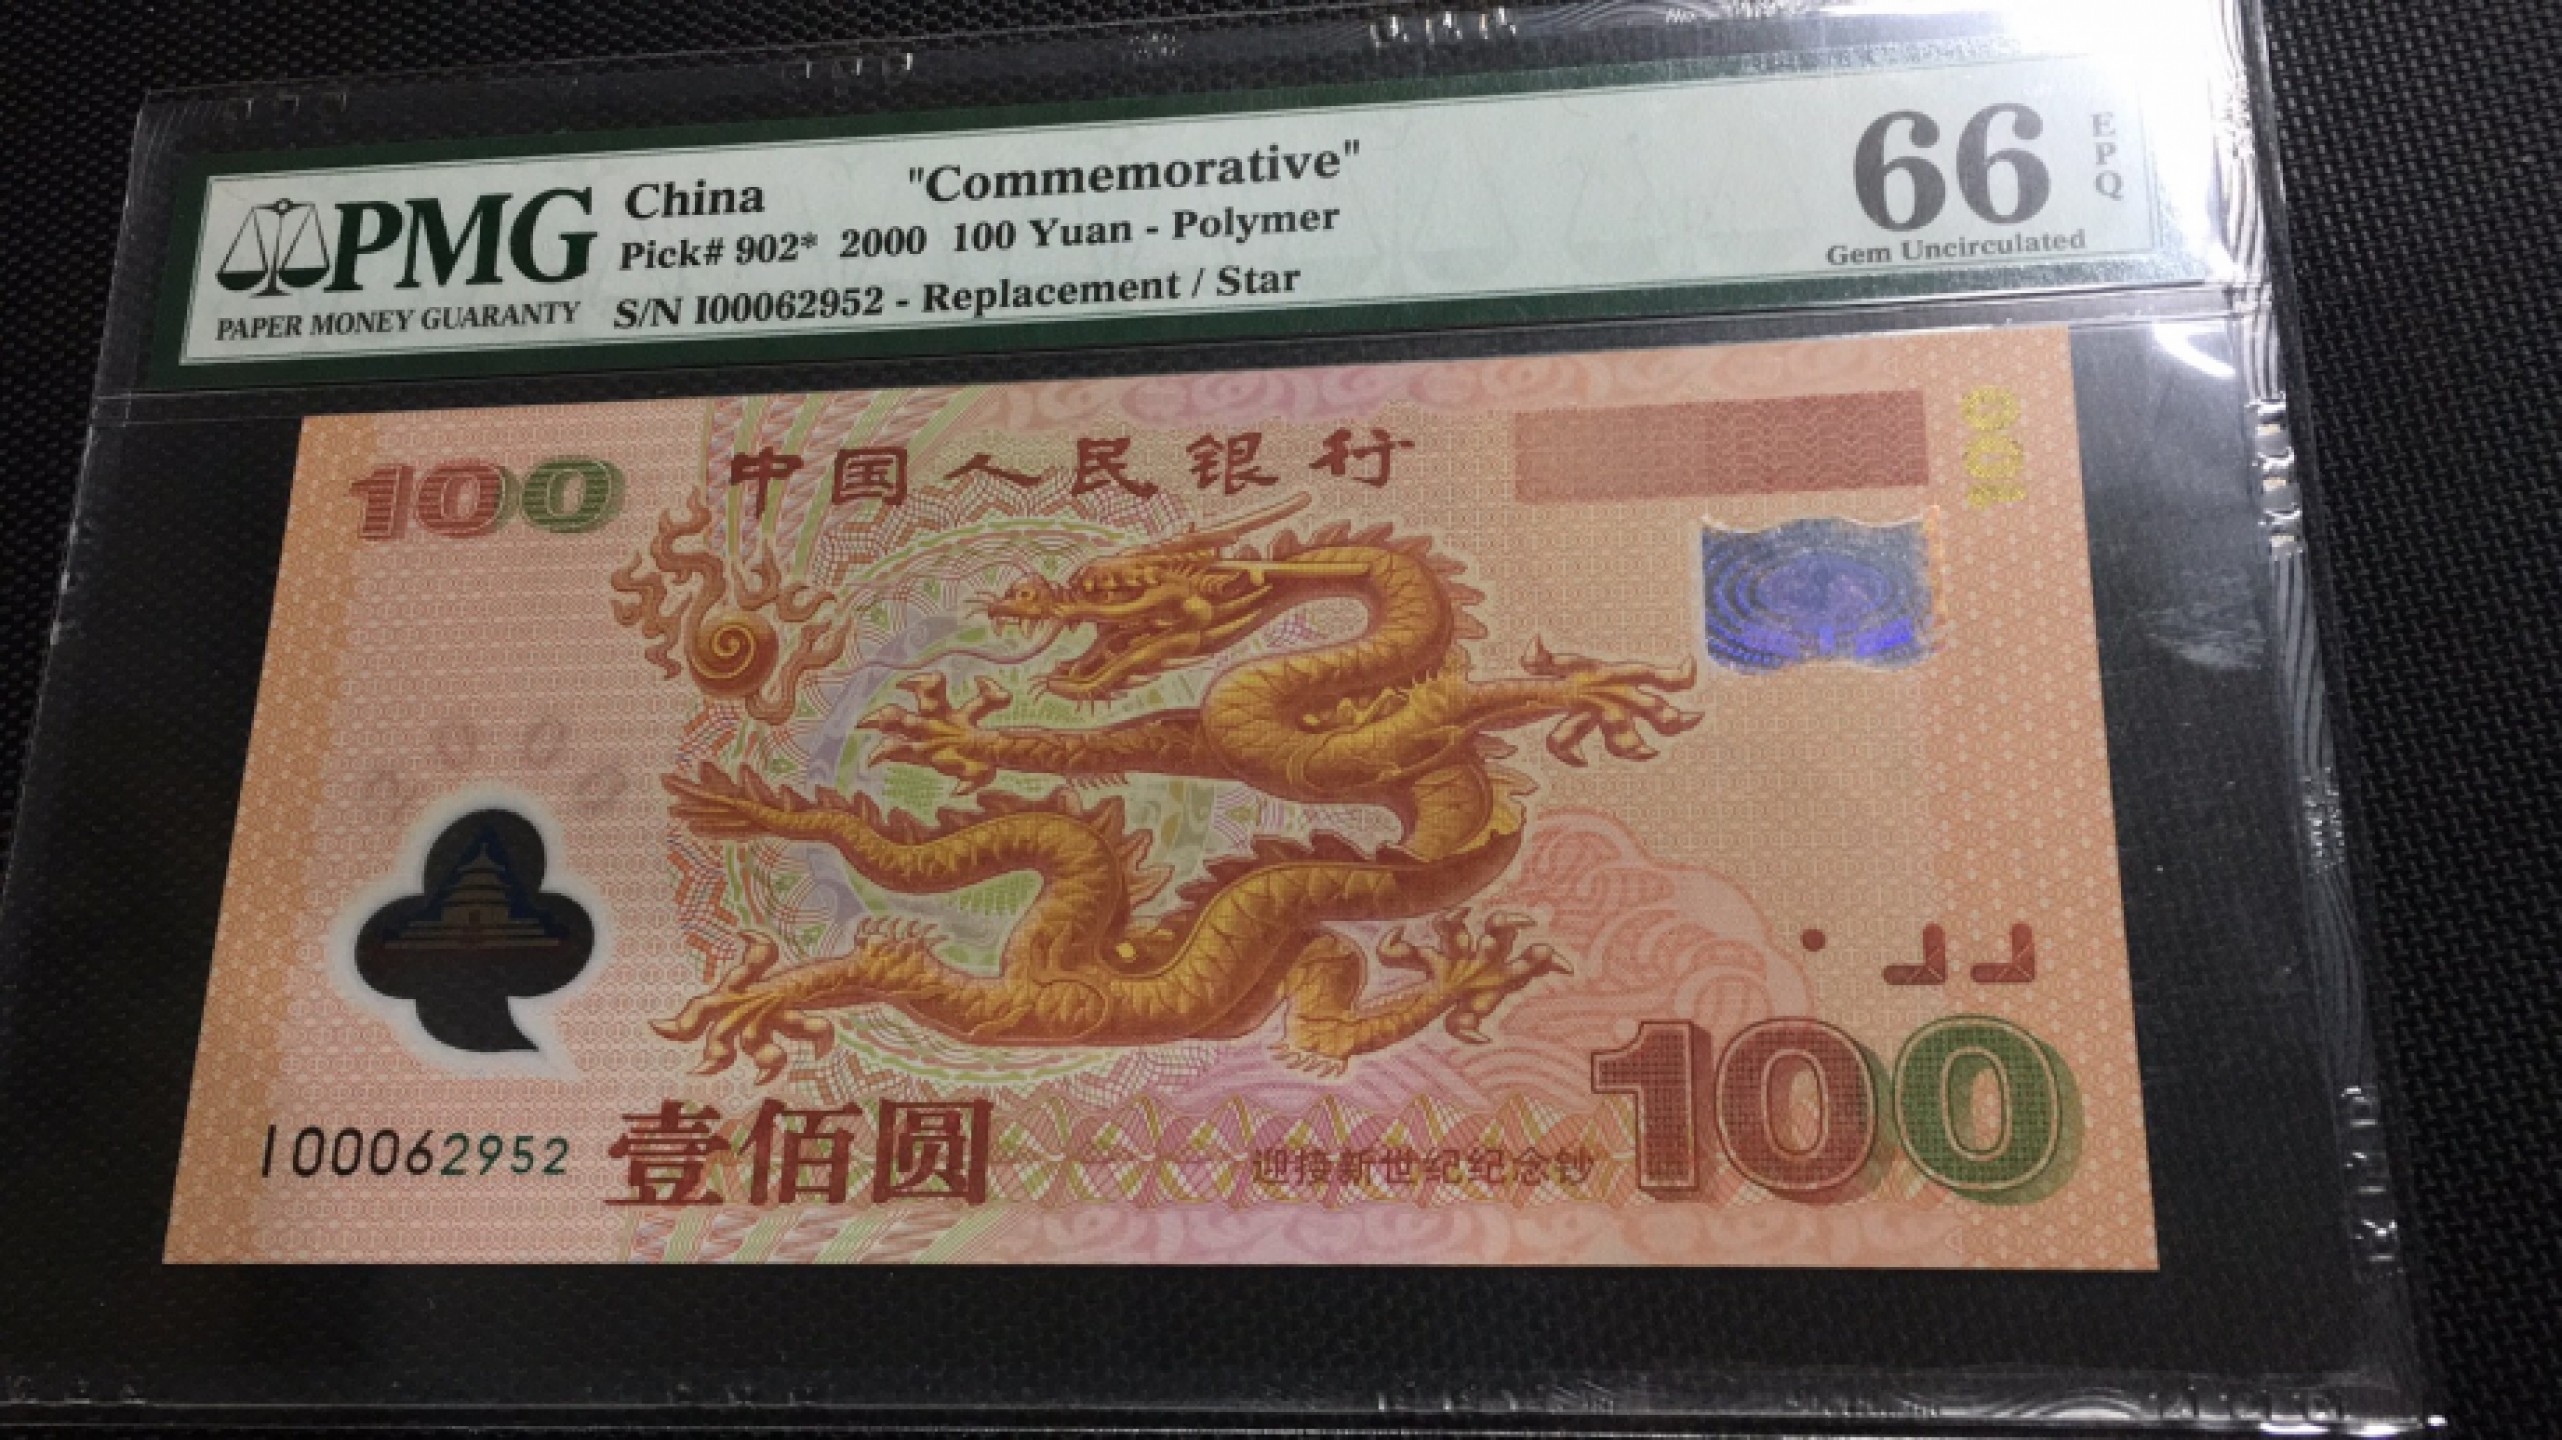 PMG
PAPER MONEY GUARANTY
China "Commemorative"
Pick# 902* 2000 100 Yuan - Polymer
S/N I00062952 - Replacement / Star
66
EPQ
Gem Uncirculated
100
中国人民银行
100
I00062952
壹佰圆
迎接新世纪纪念钞
100